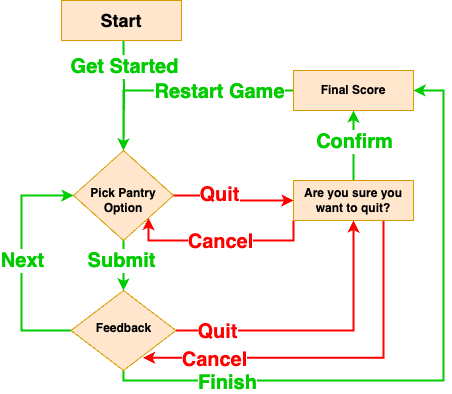 Start
Get Started
Restart Game
Final Score
Confirm
Pick Pantry
Option
Quit
Are you sure you
want to quit?
Cancel
Next
Submit
Feedback
Quit
Cancel
Finish